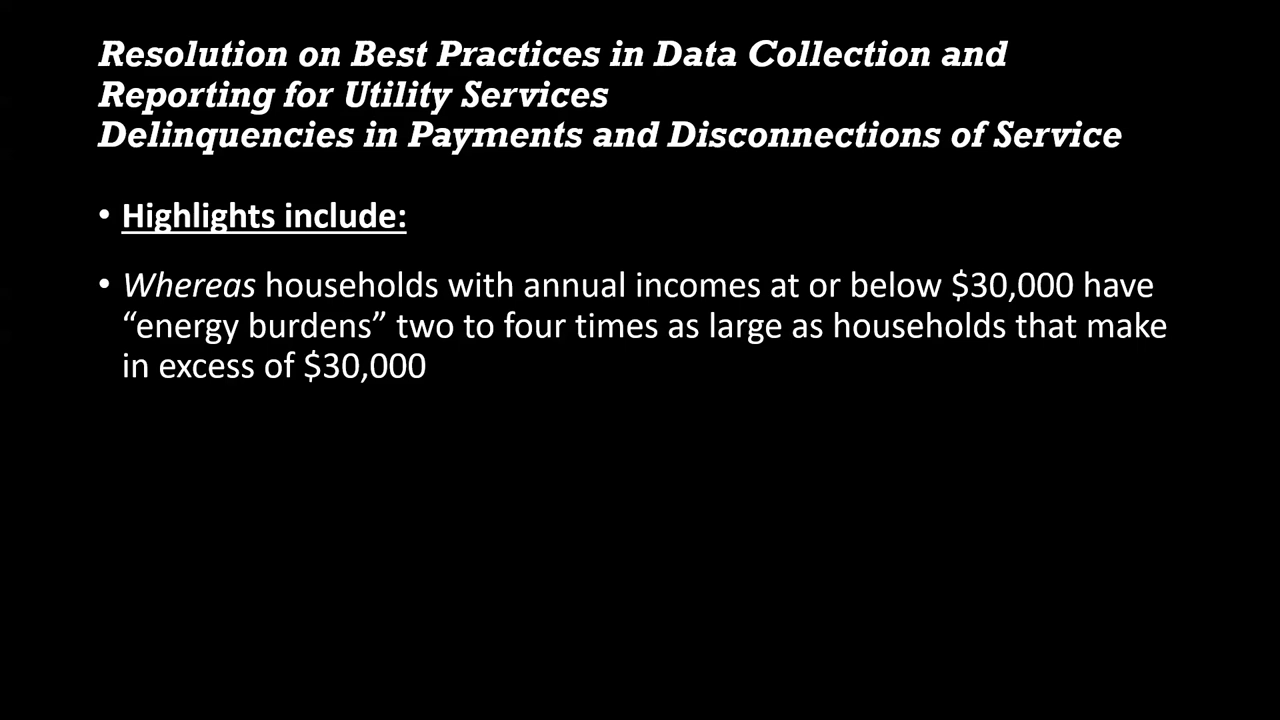 Resolution on Best Practices in Data Collection and
Reporting for Utility Services
Delinquencies in Payments and Disconnections of Service
• Highlights include:
• Whereas households with annual incomes at or below $30,000 have
“energy burdens” two to four times as large as households that make
in excess of $30,000